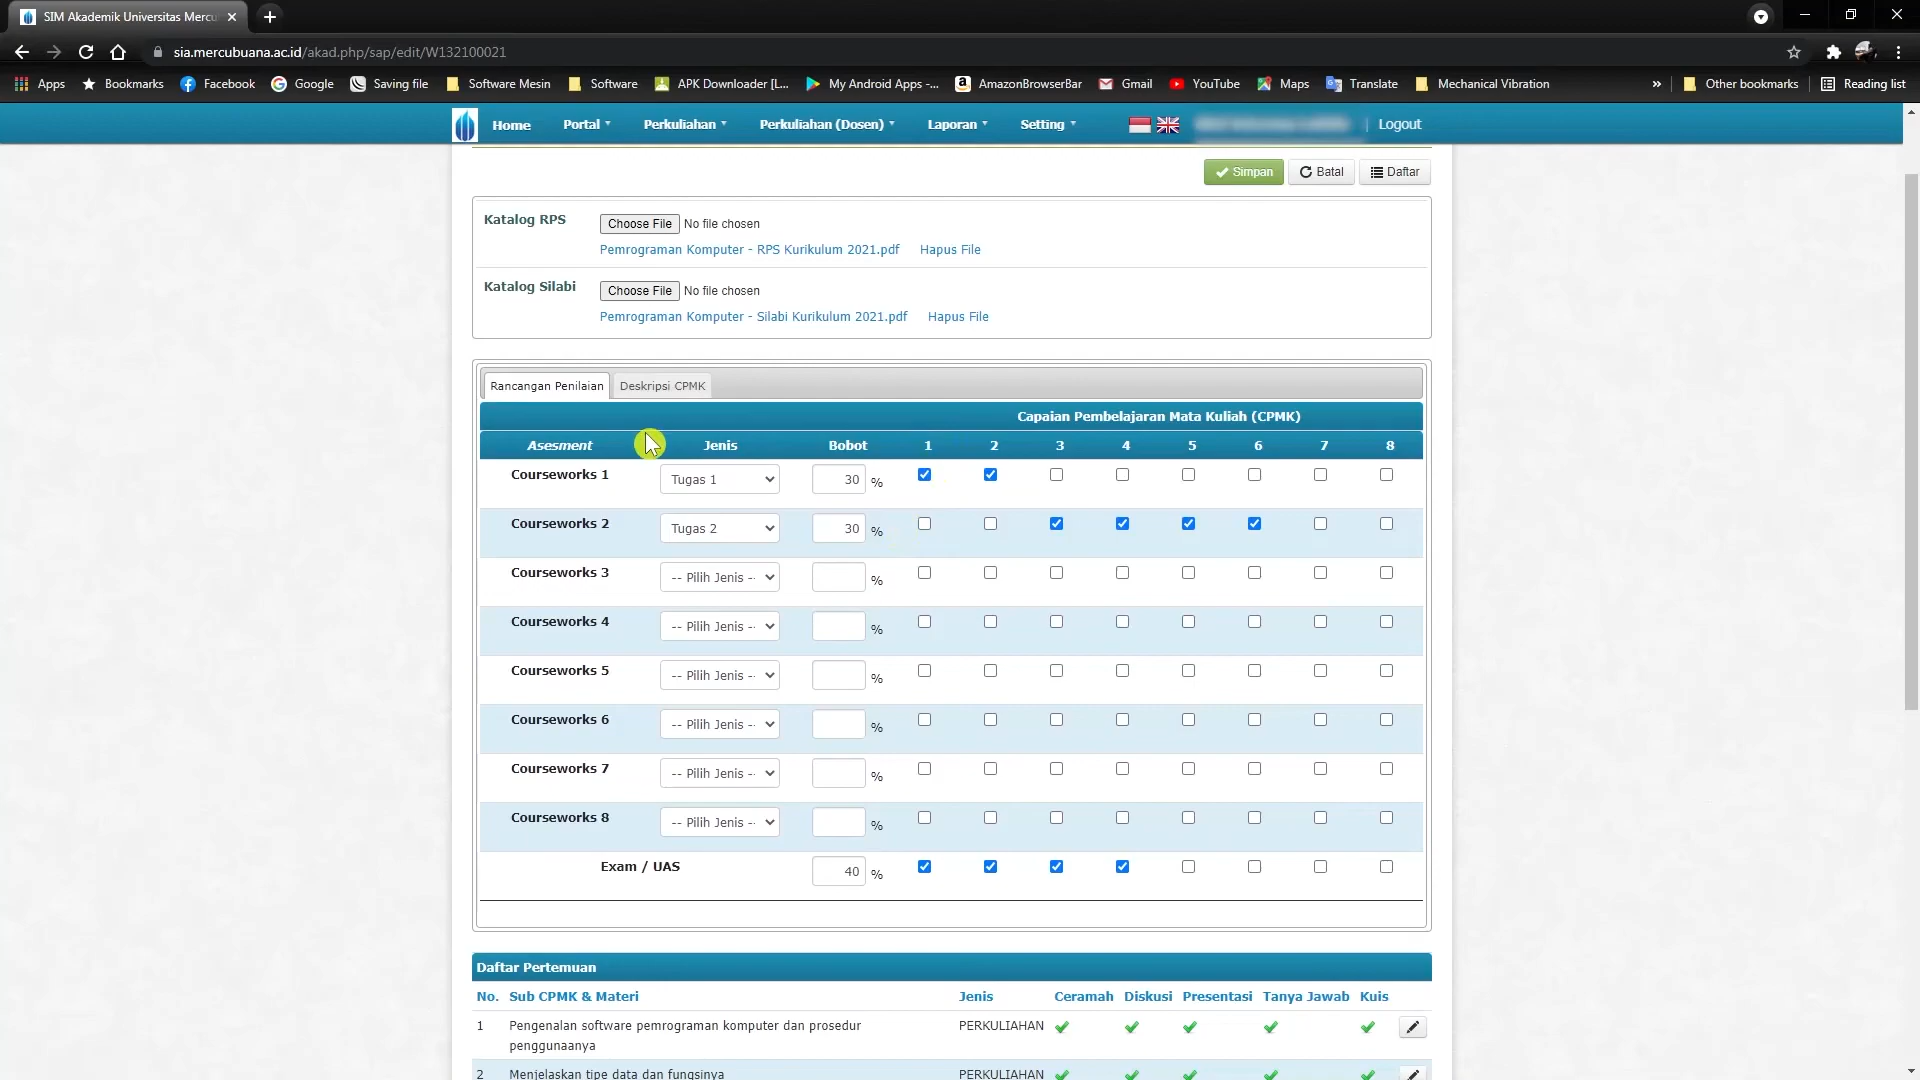 SIM Akademik Universitas Mercu
sia.mercubuana.ac.id/akad.php/sap/edit/W132100021
Apps Bookmarks Facebook Google Saving file Software Mesin Software APK Downloader [L... My Android Apps -... AmazonBrowserBar Gmail YouTube Maps Translate Mechanical Vibration » Other bookmarks Reading list
Home Portal Perkuliahan Perkuliahan (Dosen) Laporan Setting | Logout
Simpan Batal Daftar
Katalog RPS Choose File No file chosen
Pemrograman Komputer - RPS Kurikulum 2021.pdf Hapus File
Katalog Silabi Choose File No file chosen
Pemrograman Komputer - Silabi Kurikulum 2021.pdf Hapus File
Rancangan Penilaian Deskripsi CPMK
Capaian Pembelajaran Mata Kuliah (CPMK)
Asesment Jenis Bobot 1 2 3 4 5 6 7 8
Courseworks 1 Tugas 1 30 %
Courseworks 2 Tugas 2 30 %
Courseworks 3 -- Pilih Jenis - %
Courseworks 4 -- Pilih Jenis - %
Courseworks 5 -- Pilih Jenis - %
Courseworks 6 -- Pilih Jenis - %
Courseworks 7 -- Pilih Jenis - %
Courseworks 8 -- Pilih Jenis - %
Exam / UAS 40 %
Daftar Pertemuan
No. Sub CPMK & Materi Jenis Ceramah Diskusi Presentasi Tanya Jawab Kuis
1 Pengenalan software pemrograman komputer dan prosedur PERKULIAHAN
penggunaanya
2 Menjelaskan tipe data dan fungsinya PERKULIAHAN